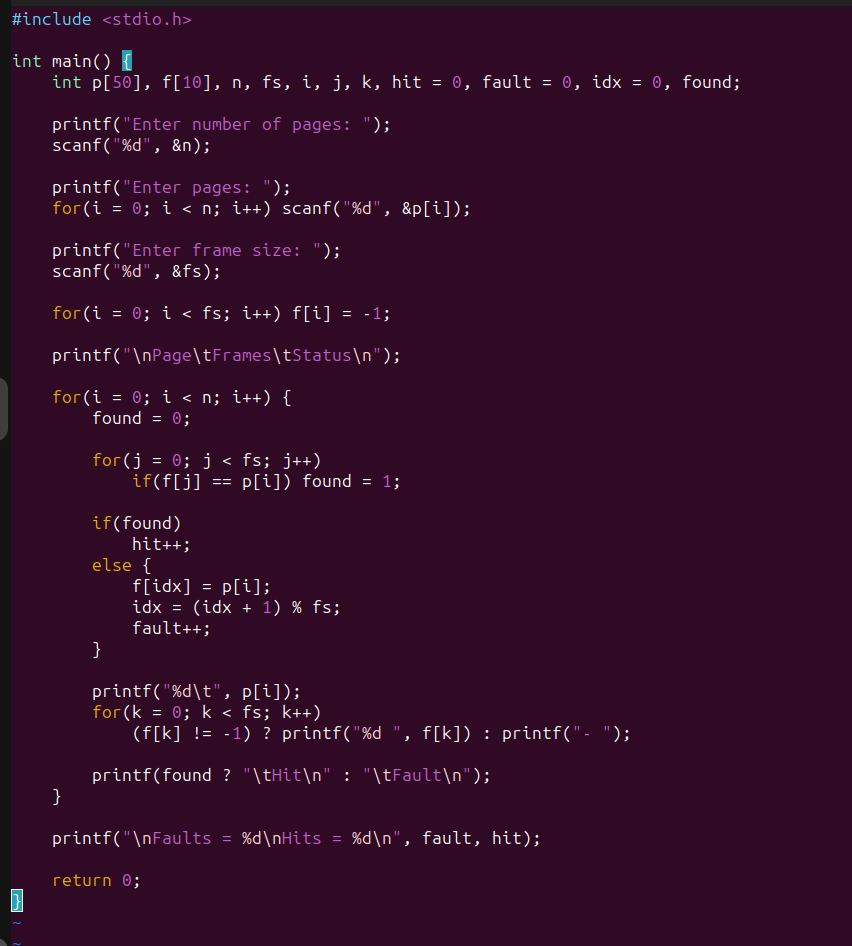 #include <stdio.h>

int main() {
    int p[50], f[10], n, fs, i, j, k, hit = 0, fault = 0, idx = 0, found;

    printf("Enter number of pages: ");
    scanf("%d", &n);

    printf("Enter pages: ");
    for(i = 0; i < n; i++) scanf("%d", &p[i]);

    printf("Enter frame size: ");
    scanf("%d", &fs);

    for(i = 0; i < fs; i++) f[i] = -1;

    printf("\nPage\tFrames\tStatus\n");

    for(i = 0; i < n; i++) {
        found = 0;

        for(j = 0; j < fs; j++)
            if(f[j] == p[i]) found = 1;

        if(found)
            hit++;
        else {
            f[idx] = p[i];
            idx = (idx + 1) % fs;
            fault++;
        }

        printf("%d\t", p[i]);
        for(k = 0; k < fs; k++)
            (f[k] != -1) ? printf("%d ", f[k]) : printf("- ");

        printf(found ? "\tHit\n" : "\tFault\n");
    }

    printf("\nFaults = %d\nHits = %d\n", fault, hit);

    return 0;
}
~
~